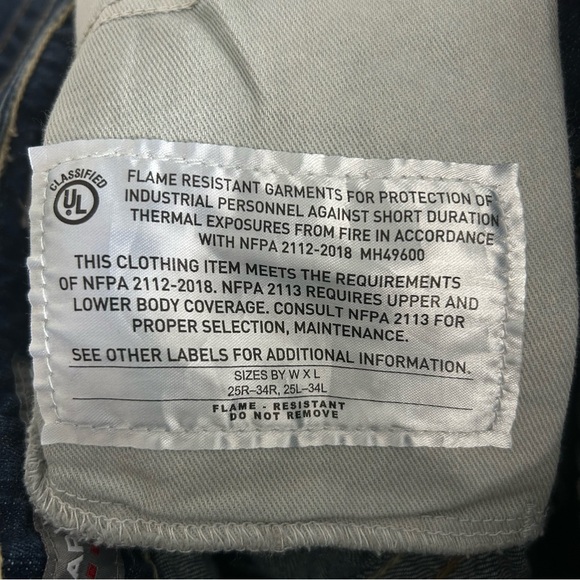 CLASSIFIED
UL
FLAME RESISTANT GARMENTS FOR PROTECTION OF
INDUSTRIAL PERSONNEL AGAINST SHORT DURATION
THERMAL EXPOSURES FROM FIRE IN ACCORDANCE
WITH NFPA 2112-2018 MH49600
THIS CLOTHING ITEM MEETS THE REQUIREMENTS
OF NFPA 2112-2018. NFPA 2113 REQUIRES UPPER AND
LOWER BODY COVERAGE. CONSULT NFPA 2113 FOR
PROPER SELECTION, MAINTENANCE.
SEE OTHER LABELS FOR ADDITIONAL INFORMATION.
SIZES BY W X L
25R–34R, 25L–34L
FLAME - RESISTANT
DO NOT REMOVE